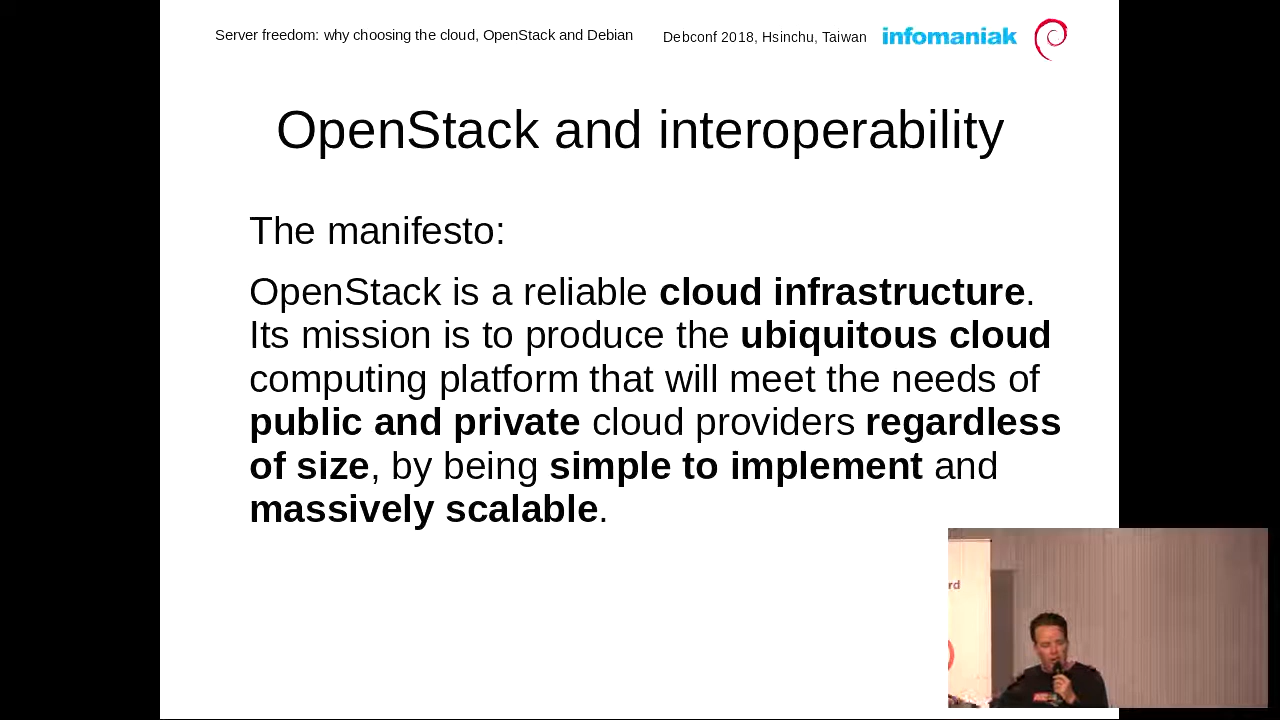 Server freedom: why choosing the cloud, OpenStack and Debian
Debconf 2018, Hsinchu, Taiwan
infomaniak
OpenStack and interoperability
The manifesto:
OpenStack is a reliable cloud infrastructure.
Its mission is to produce the ubiquitous cloud
computing platform that will meet the needs of
public and private cloud providers regardless
of size, by being simple to implement and
massively scalable.
rd